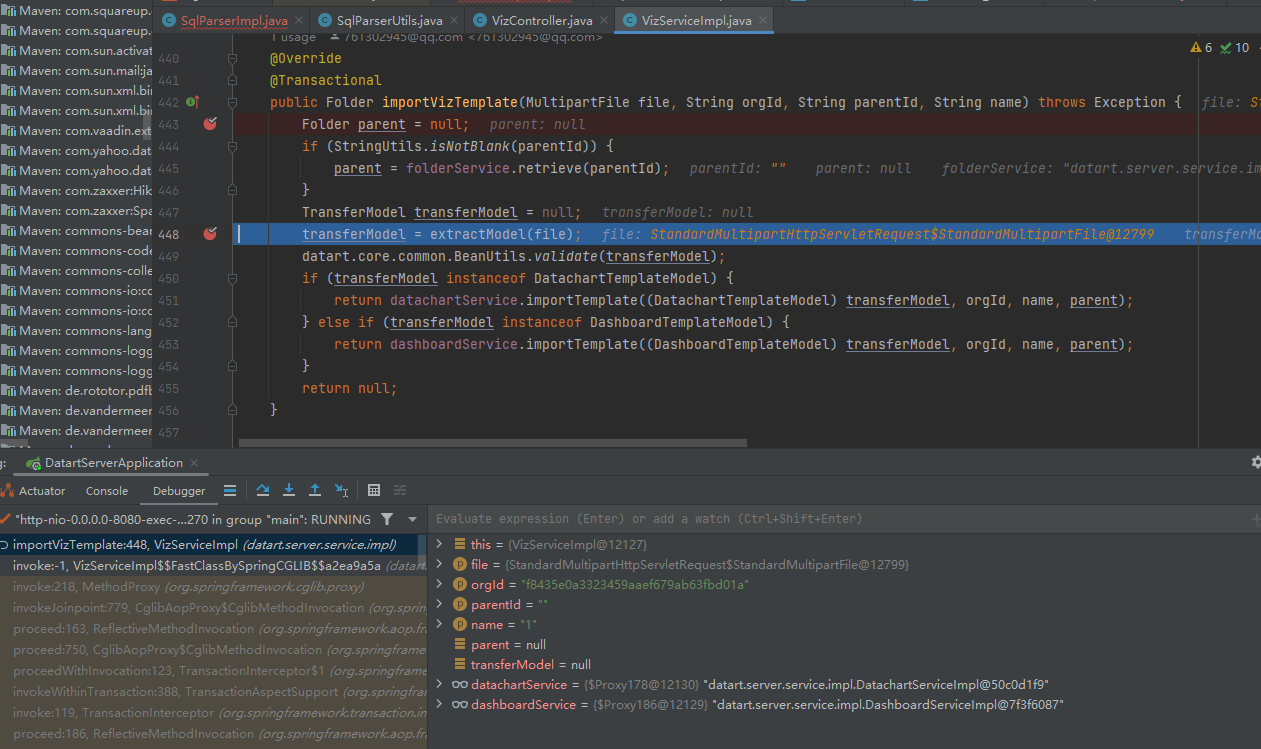 Maven: com.squareup.
Maven: com.squareup.
Maven: com.sun.activat
Maven: com.sun.mail:ja
Maven: com.sun.xml.bir
Maven: com.sun.xml.bir
Maven: com.vaadin.ext
Maven: com.yahoo.dat
Maven: com.yahoo.dat
Maven: com.zaxxer:Hik
Maven: com.zaxxer:Spa
Maven: commons-bear
Maven: commons-code
Maven: commons-colle
Maven: commons-io:cc
Maven: commons-io:cc
Maven: commons-lang
Maven: commons-logg
Maven: commons-logg
Maven: de.rototor.pdfb
Maven: de.vandermeer
Maven: de.vandermeer
SqlParserImpl.java SqlParserUtils.java VizController.java VizServiceImpl.java
1 usage 761302945@qq.com <761302945@qq.com>
6 10
440 @Override
441 @Transactional
442 public Folder importVizTemplate(MultipartFile file, String orgId, String parentId, String name) throws Exception { file: St
443 Folder parent = null; parent: null
444 if (StringUtils.isNotBlank(parentId)) {
445 parent = folderService.retrieve(parentId); parentId: "" parent: null folderService: "datart.server.service.im
446 }
447 TransferModel transferModel = null; transferModel: null
448 transferModel = extractModel(file); file: StandardMultipartHttpServletRequest$StandardMultipartFile@12799 transferMo
449 datart.core.common.BeanUtils.validate(transferModel);
450 if (transferModel instanceof DatachartTemplateModel) {
451 return datachartService.importTemplate((DatachartTemplateModel) transferModel, orgId, name, parent);
452 } else if (transferModel instanceof DashboardTemplateModel) {
453 return dashboardService.importTemplate((DashboardTemplateModel) transferModel, orgId, name, parent);
454 }
455 return null;
456 }
457
DatartServerApplication
Actuator Console Debugger
"http-nio-0.0.0.0-8080-exec-...270 in group "main": RUNNING
importVizTemplate:448, VizServiceImpl (datart.server.service.impl)
invoke:-1, VizServiceImpl$$FastClassBySpringCGLIB$$a2ea9a5a (datart
invoke:218, MethodProxy (org.springframework.cglib.proxy)
invokeJoinpoint:779, CglibAopProxy$CglibMethodInvocation (org.spring
proceed:163, ReflectiveMethodInvocation (org.springframework.aop.fr
proceed:750, CglibAopProxy$CglibMethodInvocation (org.springframew
proceedWithInvocation:123, TransactionInterceptor$1 (org.springframe
invokeWithinTransaction:388, TransactionAspectSupport (org.springfra
invoke:119, TransactionInterceptor (org.springframework.transaction.in
proceed:186, ReflectiveMethodInvocation (org.springframework.aop.fr
Evaluate expression (Enter) or add a watch (Ctrl+Shift+Enter)
this = {VizServiceImpl@12127}
file = {StandardMultipartHttpServletRequest$StandardMultipartFile@12799}
orgId = "f8435e0a3323459aaef679ab63fbd01a"
parentId = ""
name = "1"
parent = null
transferModel = null
datachartService = {$Proxy178@12130} "datart.server.service.impl.DatachartServiceImpl@50c0d1f9"
dashboardService = {$Proxy186@12129} "datart.server.service.impl.DashboardServiceImpl@7f3f6087"